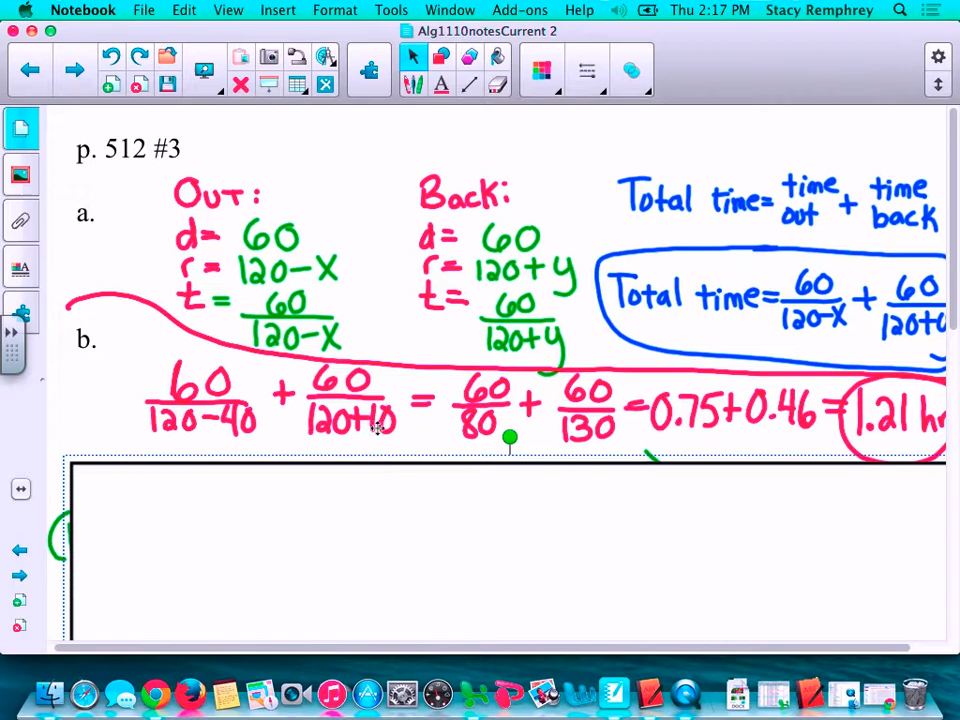 Notebook File Edit View Insert Format Tools Window Add-ons Help Thu 2:17 PM Stacy Remphrey
Alg1110notesCurrent 2
p. 512 #3
a.
Out:
d= 60
r= 120-x
t= 60/(120-x)
Back:
d= 60
r= 120+y
t= 60/(120+y)
Total time= time out + time back
Total time= 60/(120-x) + 60/(120+y
b.
60/(120-40) + 60/(120+10) = 60/80 + 60/130 = 0.75+0.46 = 1.21 hr